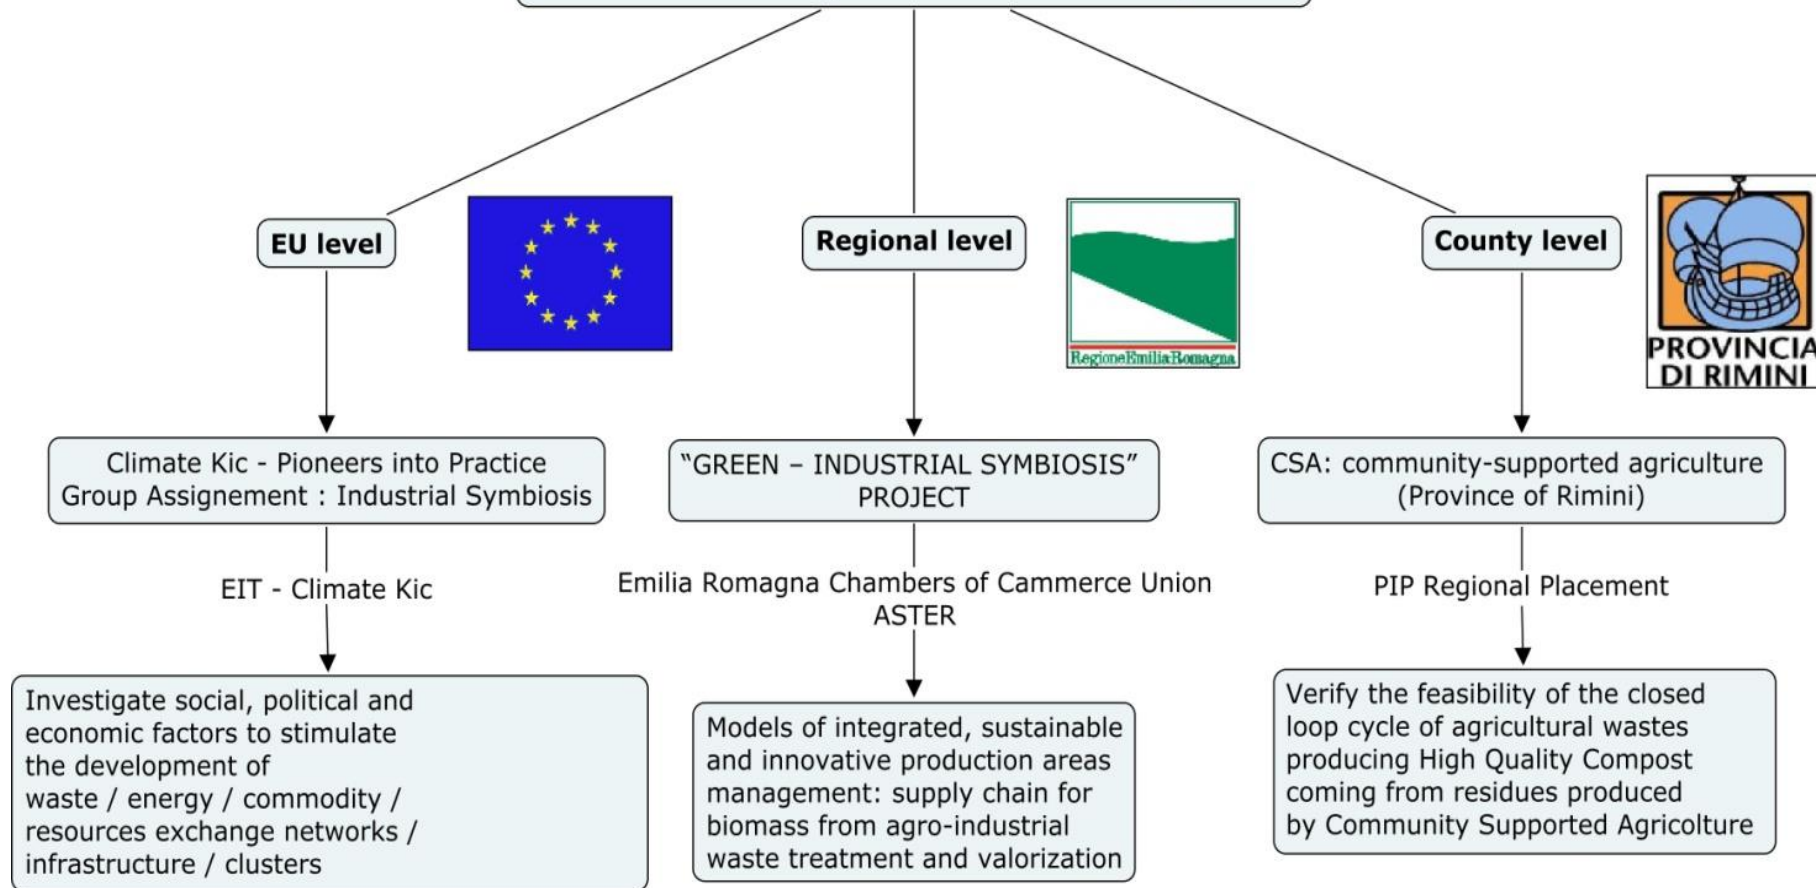 EU level
Regional level
County level
RegioneEmiliaRomagna
PROVINCIA
DI RIMINI
Climate Kic - Pioneers into Practice
Group Assignement : Industrial Symbiosis
“GREEN – INDUSTRIAL SYMBIOSIS”
PROJECT
CSA: community-supported agriculture
(Province of Rimini)
EIT - Climate Kic
Emilia Romagna Chambers of Cammerce Union
ASTER
PIP Regional Placement
Investigate social, political and
economic factors to stimulate
the development of
waste / energy / commodity /
resources exchange networks /
infrastructure / clusters
Models of integrated, sustainable
and innovative production areas
management: supply chain for
biomass from agro-industrial
waste treatment and valorization
Verify the feasibility of the closed
loop cycle of agricultural wastes
producing High Quality Compost
coming from residues produced
by Community Supported Agricolture